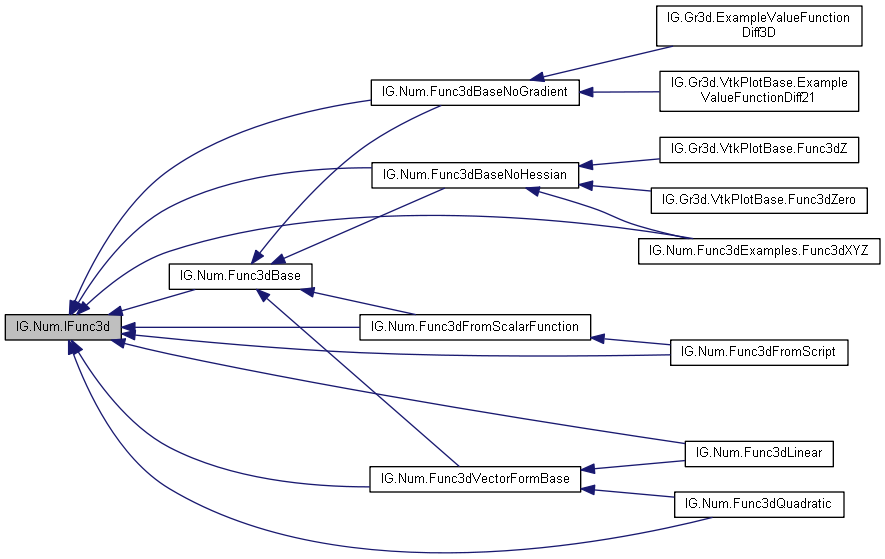 IG.Gr3d.ExampleValueFunction
Diff3D
IG.Num.Func3dBaseNoGradient
IG.Gr3d.VtkPlotBase.Example
ValueFunctionDiff21
IG.Gr3d.VtkPlotBase.Func3dZ
IG.Num.Func3dBaseNoHessian
IG.Gr3d.VtkPlotBase.Func3dZero
IG.Num.Func3dExamples.Func3dXYZ
IG.Num.Func3dBase
IG.Num.IFunc3d
IG.Num.Func3dFromScalarFunction
IG.Num.Func3dFromScript
IG.Num.Func3dLinear
IG.Num.Func3dVectorFormBase
IG.Num.Func3dQuadratic